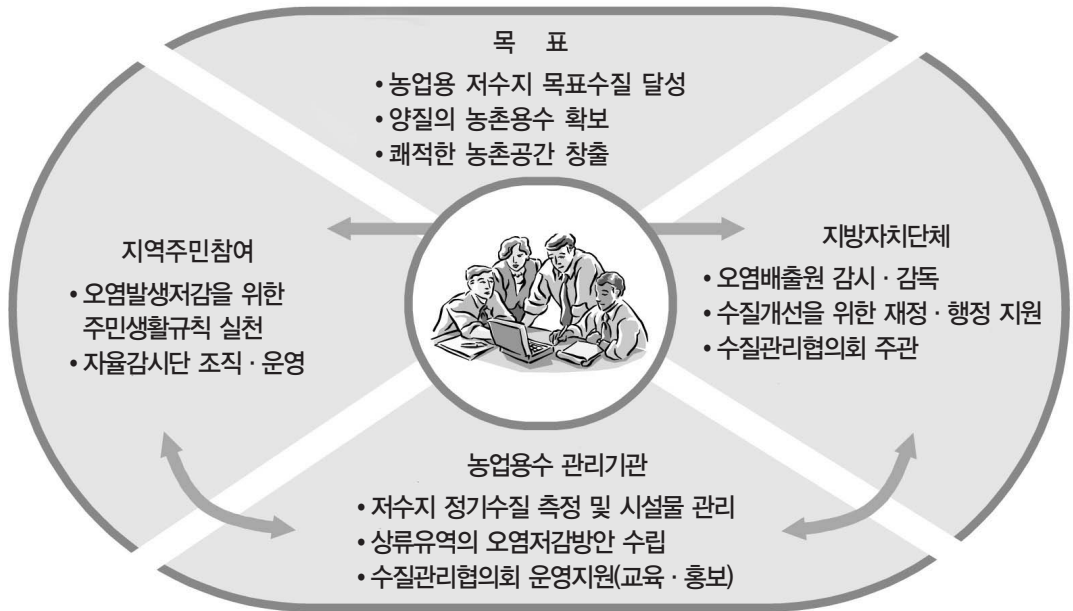 목 표
• 농업용 저수지 목표수질 달성
• 양질의 농촌용수 확보
• 쾌적한 농촌공간 창출
지역주민참여
• 오염발생저감을 위한
주민생활규칙 실천
• 자율감시단 조직 · 운영
지방자치단체
• 오염배출원 감시 · 감독
• 수질개선을 위한 재정 · 행정 지원
• 수질관리협의회 주관
농업용수 관리기관
• 저수지 정기수질 측정 및 시설물 관리
• 상류유역의 오염저감방안 수립
• 수질관리협의회 운영지원(교육 · 홍보)